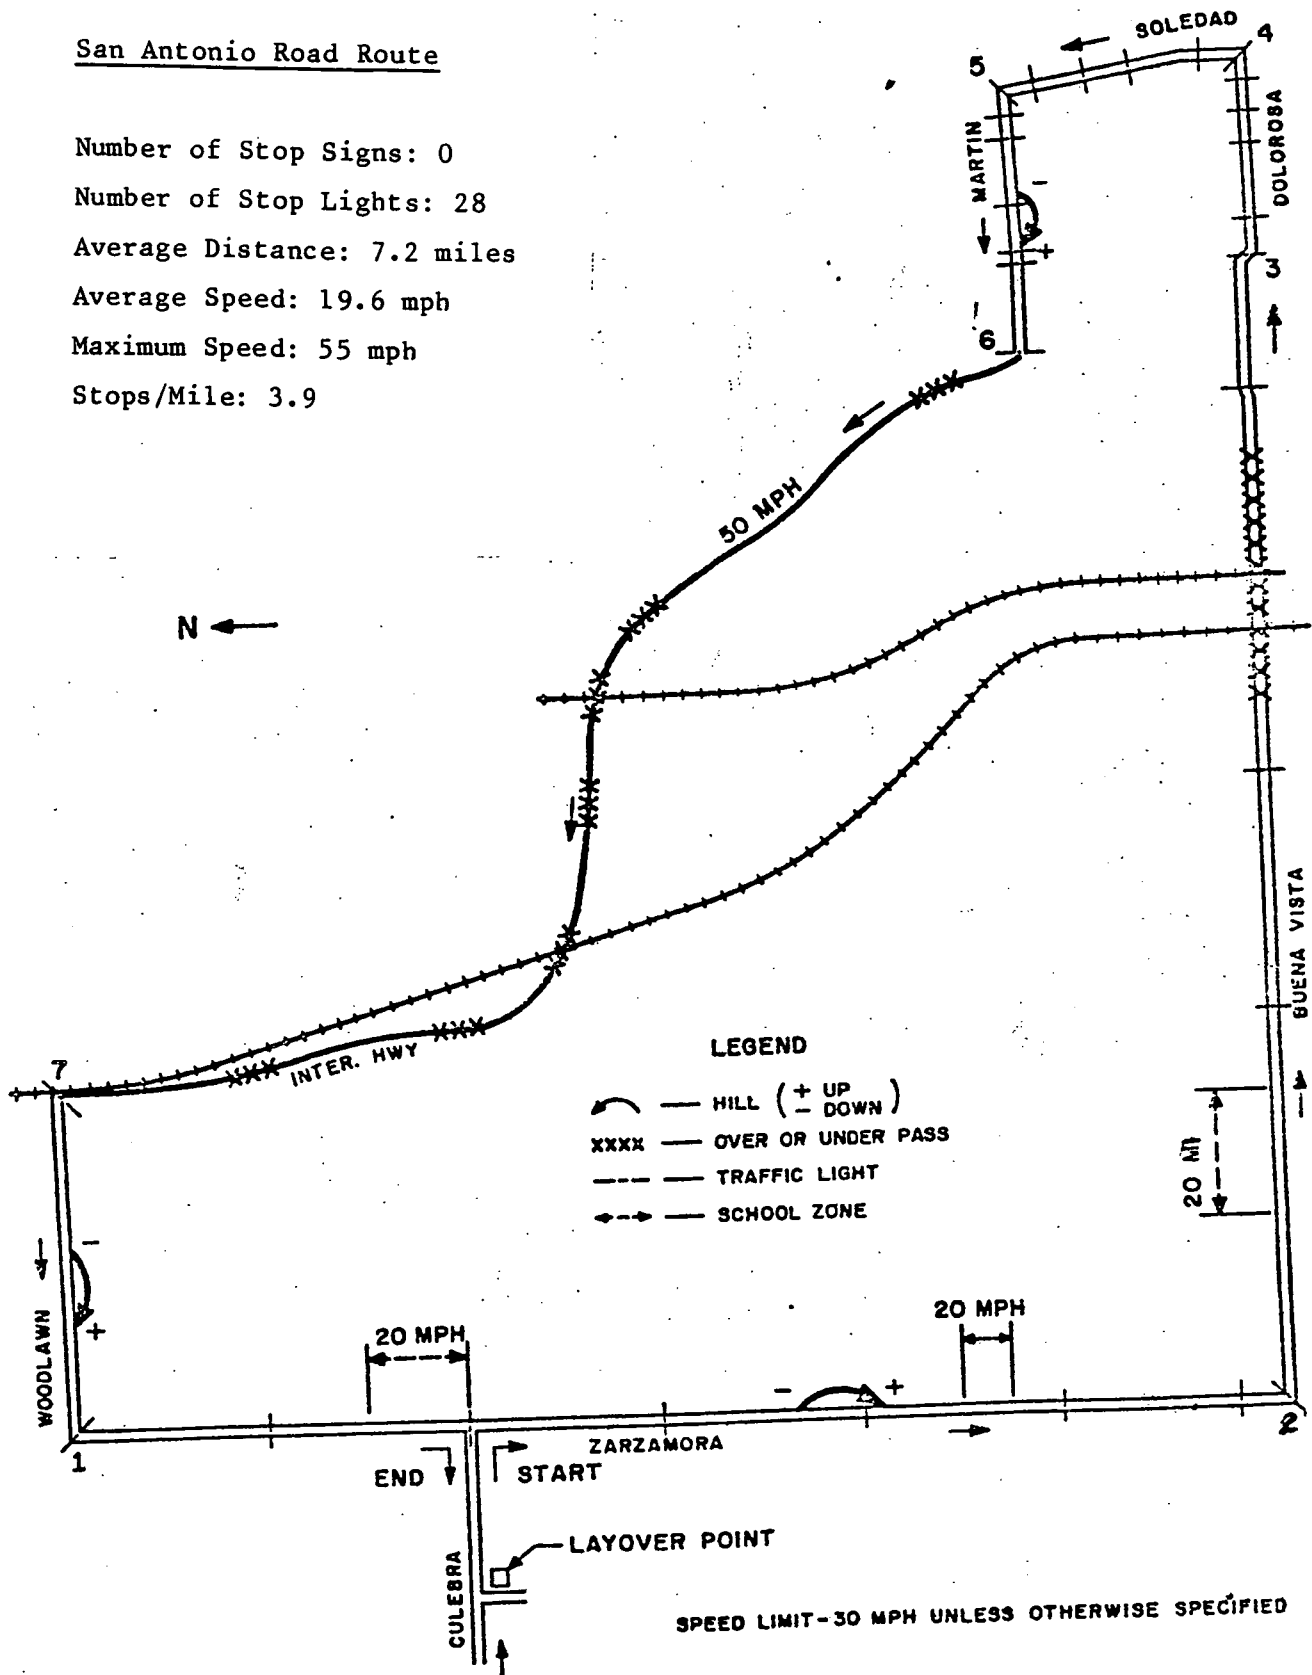 San Antonio Road Route
Number of Stop Signs: 0
Number of Stop Lights: 28
Average Distance: 7.2 miles
Average Speed: 19.6 mph
Maximum Speed: 55 mph
Stops/Mile: 3.9
SOLEDAD
4
5
MARTIN
-
+
DOLOROSA
3
6
50 MPH
N
BUENA VISTA
7
INTER. HWY
LEGEND
HILL ( + UP
- DOWN )
XXXX — OVER OR UNDER PASS
TRAFFIC LIGHT
SCHOOL ZONE
20 MI
WOODLAWN
-
+
20 MPH
20 MPH
-
+
1
2
ZARZAMORA
END
START
LAYOVER POINT
CULEBRA
SPEED LIMIT-30 MPH UNLESS OTHERWISE SPECIFIED